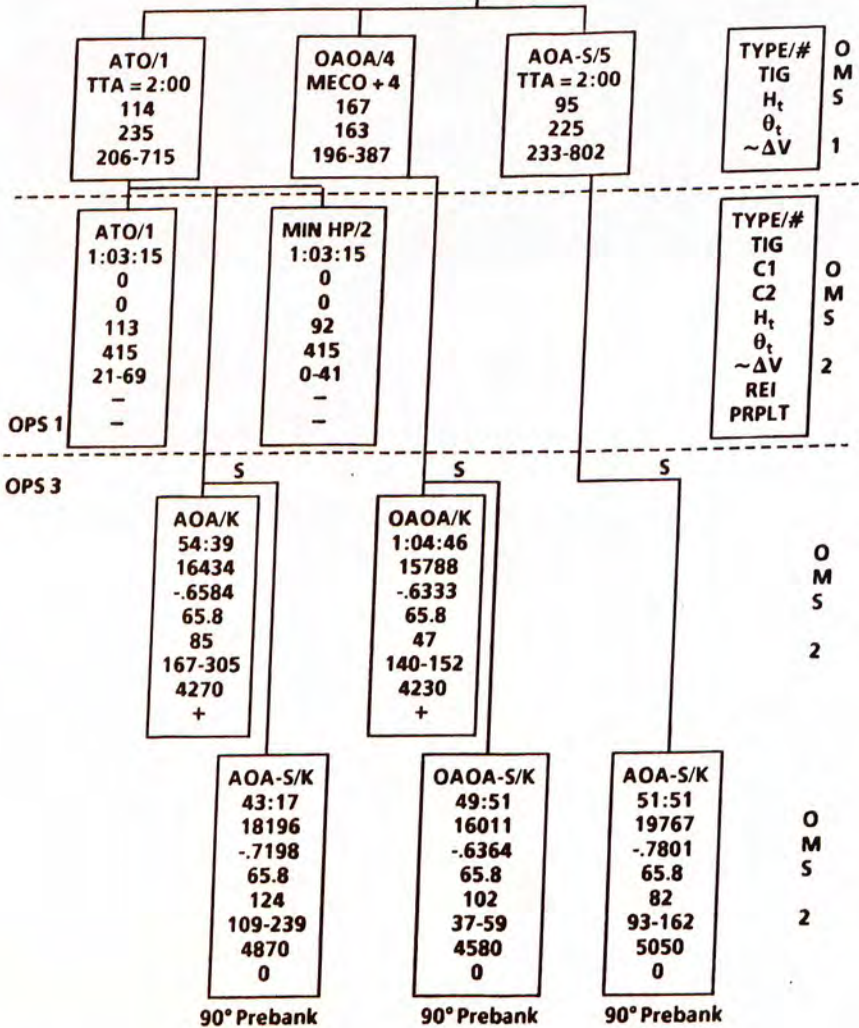 ATO/1
TTA = 2:00
114
235
206-715
OAOA/4
MECO + 4
167
163
196-387
AOA-S/5
TTA = 2:00
95
225
233-802
TYPE/#
TIG
Ht
θt
~ΔV
O
M
S
1
ATO/1
1:03:15
0
0
113
415
21-69
–
–
MIN HP/2
1:03:15
0
0
92
415
0-41
–
–
TYPE/#
TIG
C1
C2
Ht
θt
~ΔV
REI
PRPLT
O
M
S
2
OPS 1
OPS 3
S
S
S
AOA/K
54:39
16434
-.6584
65.8
85
167-305
4270
+
OAOA/K
1:04:46
15788
-.6333
65.8
47
140-152
4230
+
O
M
S
2
AOA-S/K
43:17
18196
-.7198
65.8
124
109-239
4870
0
90° Prebank
OAOA-S/K
49:51
16011
-.6364
65.8
102
37-59
4580
0
90° Prebank
AOA-S/K
51:51
19767
-.7801
65.8
82
93-162
5050
0
90° Prebank
O
M
S
2